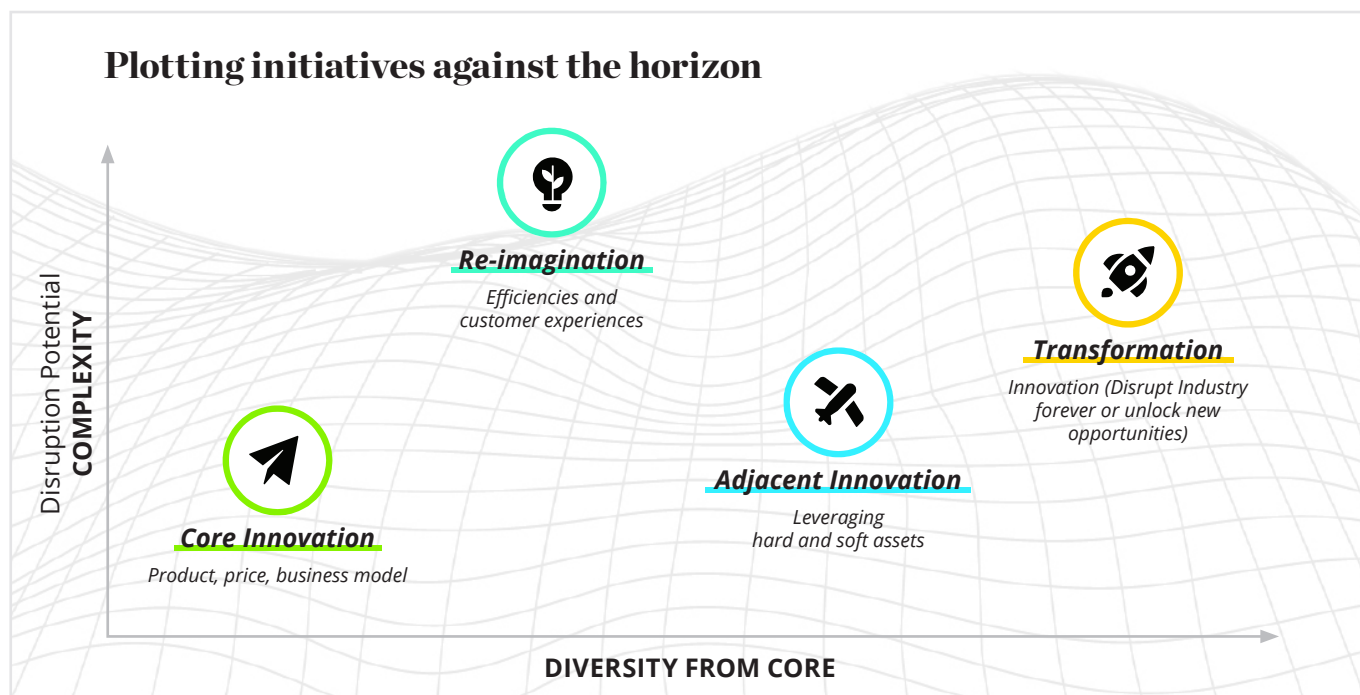 Plotting initiatives against the horizon
Disruption Potential
COMPLEXITY
Re-imagination
Efficiencies and
customer experiences
Transformation
Innovation (Disrupt Industry
forever or unlock new
opportunities)
Core Innovation
Product, price, business model
Adjacent Innovation
Leveraging
hard and soft assets
DIVERSITY FROM CORE